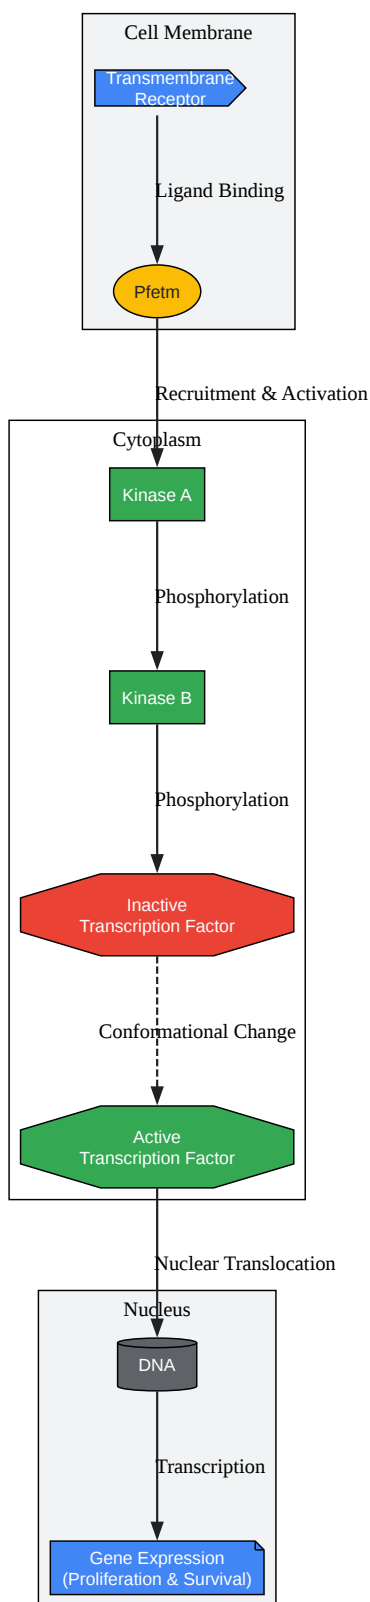 Cell Membrane
Transmembrane
Receptor
Ligand Binding
Pfetm
Recruitment & Activation
Cytoplasm
Kinase A
Phosphorylation
Kinase B
Phosphorylation
Inactive
Transcription Factor
Conformational Change
Active
Transcription Factor
Nuclear Translocation
Nucleus
DNA
Transcription
Gene Expression
(Proliferation & Survival)